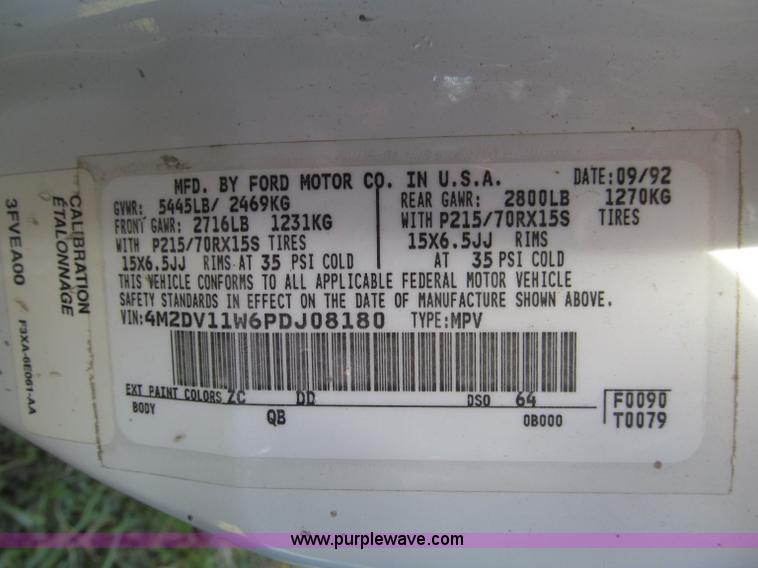 MFD. BY FORD MOTOR CO. IN U.S.A.
DATE:09/92
GVWR: 5445LB/ 2469KG
FRONT GAWR: 2716LB 1231KG
WITH P215/70RX15S TIRES
15X6.5JJ RIMS AT 35 PSI COLD
REAR GAWR: 2800LB 1270KG
WITH P215/70RX15S TIRES
15X6.5JJ RIMS
AT 35 PSI COLD
THIS VEHICLE CONFORMS TO ALL APPLICABLE FEDERAL MOTOR VEHICLE
SAFETY STANDARDS IN EFFECT ON THE DATE OF MANUFACTURE SHOWN ABOVE.
VIN:4M2DV11W6PDJ08180 TYPE:MPV
EXT PAINT COLORS ZC DD DSO 64
BODY QB 0B000
F0090
T0079
CALIBRATION
ÉTALONNAGE
3FVEA00
F3XA-6E061-AA
www.purplewave.com